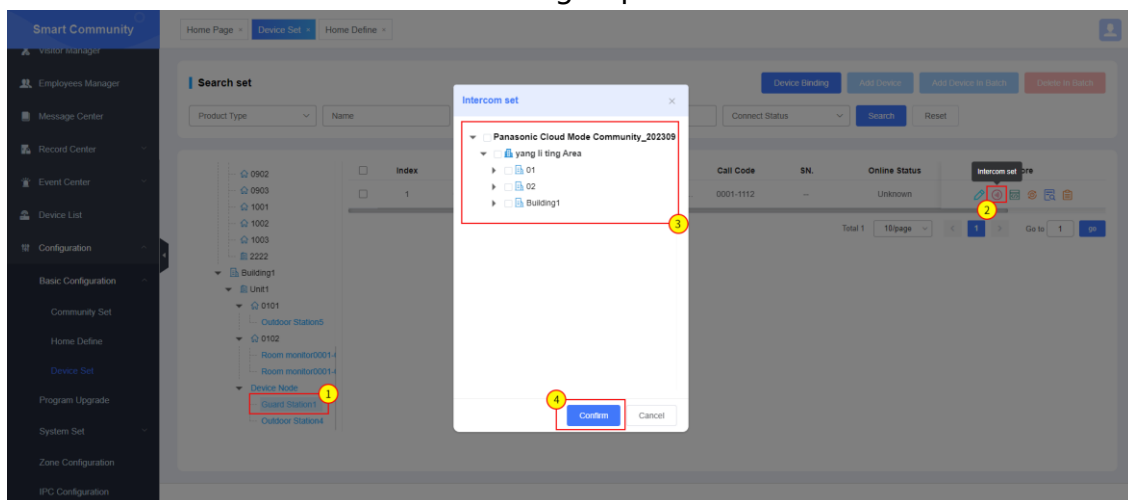 Smart Community
Home Page
Device Set
Home Define
Visitor Manager
Employees Manager
Message Center
Record Center
Event Center
Device List
Configuration
Basic Configuration
Community Set
Home Define
Device Set
Program Upgrade
System Set
Zone Configuration
IPC Configuration
Search set
Device Binding
Add Device
Add Device in Batch
Delete in Batch
Product Type
Name
Connect Status
Search
Reset
0902
0903
1001
1002
1003
2222
Building1
Unit1
0101
Outdoor Station5
0102
Room monitor0001-
Room monitor0001-
Device Node
1
Guard Station1
Outdoor Station4
Index
Call Code
SN.
Online Status
Intercom set
1
0001-1112
--
Unknown
2
Total 1
10/page
1
Go to
1
go
Intercom set
Panasonic Cloud Mode Community_202309
yang li ting Area
01
02
Building1
3
4
Confirm
Cancel